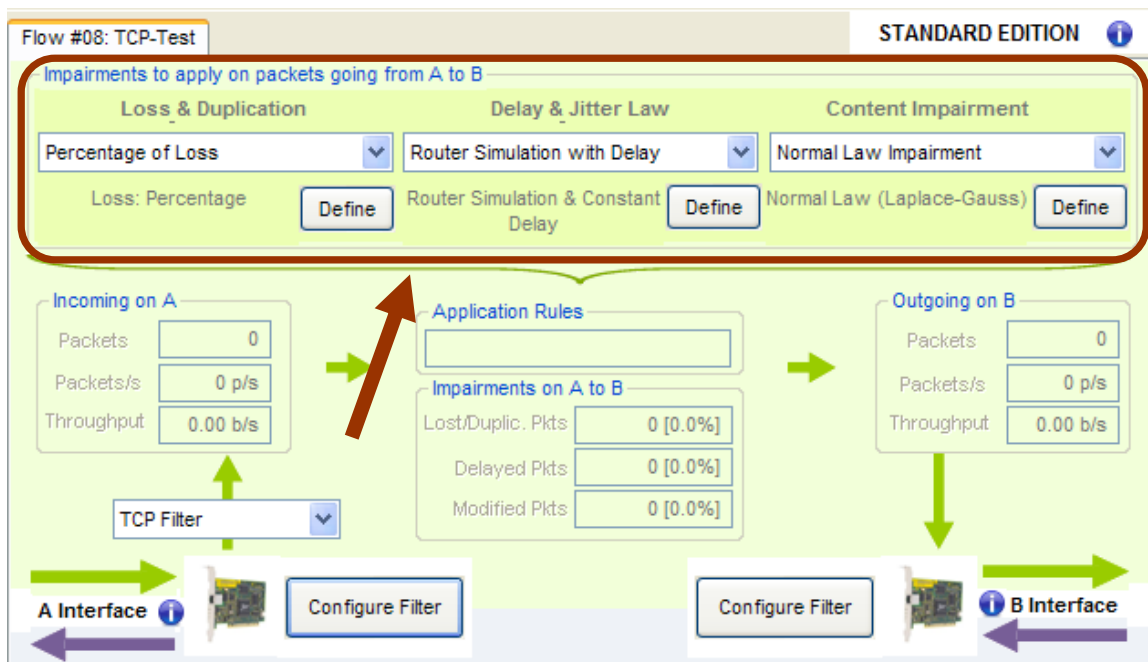 Flow #08: TCP-Test
STANDARD EDITION
Impairments to apply on packets going from A to B
Loss & Duplication
Delay & Jitter Law
Content Impairment
Percentage of Loss
Router Simulation with Delay
Normal Law Impairment
Loss: Percentage
Define
Router Simulation & Constant
Delay
Define
Normal Law (Laplace-Gauss)
Define
Incoming on A
Packets 0
Packets/s 0 p/s
Throughput 0.00 b/s
Application Rules
Impairments on A to B
Lost/Duplic. Pkts 0 [0.0%]
Delayed Pkts 0 [0.0%]
Modified Pkts 0 [0.0%]
Outgoing on B
Packets 0
Packets/s 0 p/s
Throughput 0.00 b/s
TCP Filter
A Interface
Configure Filter
Configure Filter
B Interface